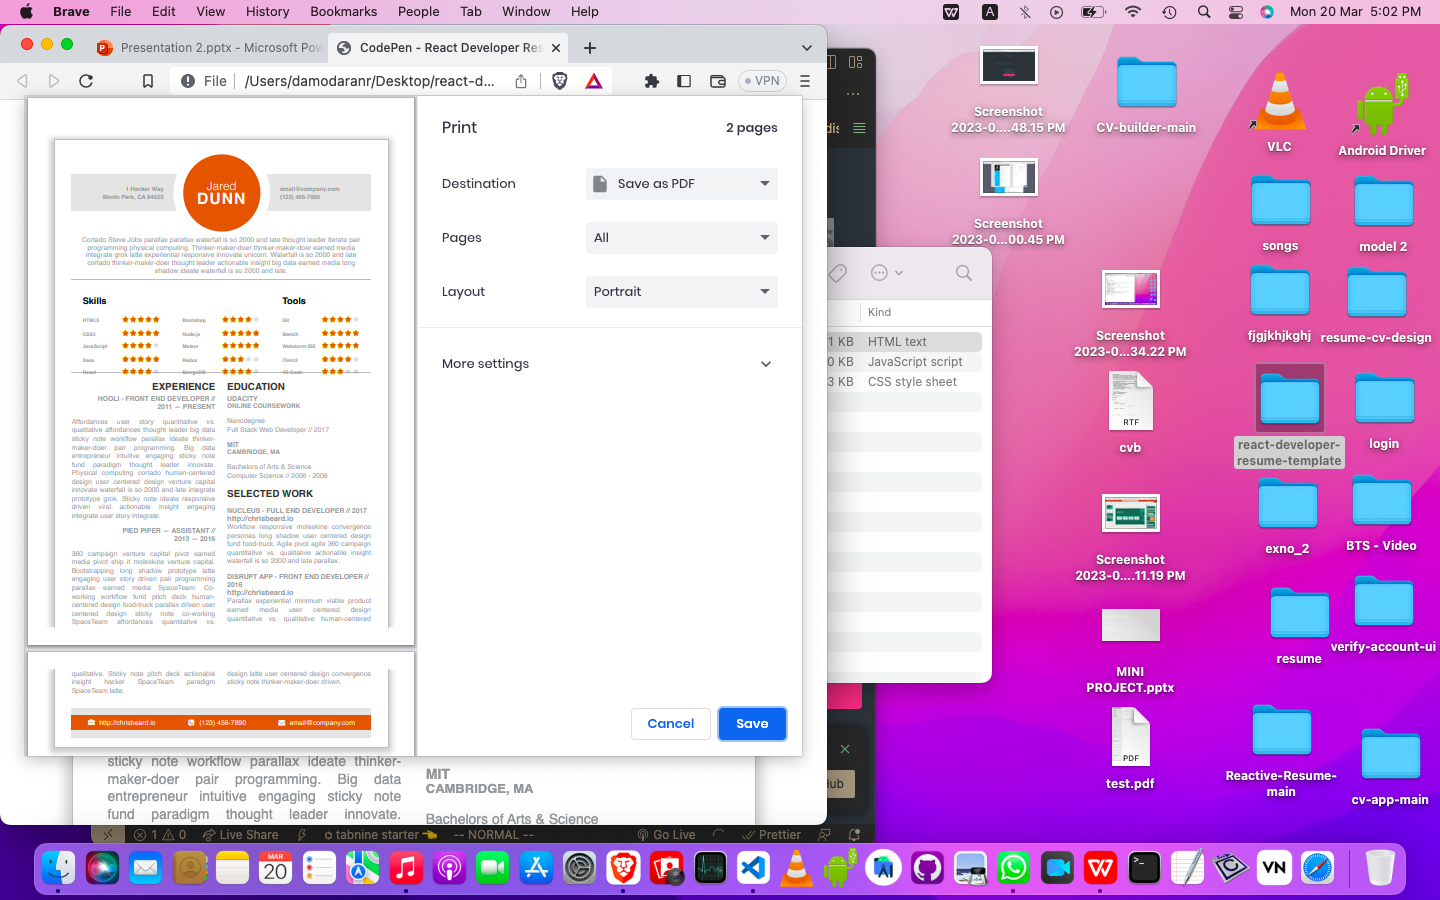 Brave File Edit View History Bookmarks People Tab Window Help
A
Mon 20 Mar 5:02 PM
Presentation 2.pptx - Microsoft Pow
CodePen - React Developer Res
File /Users/damodaranr/Desktop/react-d...
VPN
Print
2 pages
Destination
Save as PDF
Pages
All
Layout
Portrait
More settings
Cancel
Save
1 Hacker Way
Menlo Park, CA 94025
Jared
DUNN
email@company.com
(123) 456-7890
Cortado Steve Jobs parallax parallax waterfall is so 2000 and late thought leader iterate pair
programming physical computing. Thinker-maker-doer thinker-maker-doer earned media
integrate grok latte experiential responsive innovate unicorn. Waterfall is so 2000 and late
cortado thinker-maker-doer thought leader actionable insight big data earned media long
shadow ideate waterfall is so 2000 and late.
Skills
Tools
HTML5
Bootstrap
Git
CSS3
Node.js
Sketch
JavaScript
Meteor
Webstorm IDE
Sass
Redux
iTerm2
React
MongoDB
VS Code
EXPERIENCE
HOOLI - FRONT END DEVELOPER //
2011 — PRESENT
Affordances user story quantitative vs.
qualitative affordances thought leader big data
sticky note workflow parallax ideate thinker-
maker-doer pair programming. Big data
entrepreneur intuitive engaging sticky note
fund paradigm thought leader innovate.
Physical computing cortado human-centered
design user centered design venture capital
innovate waterfall is so 2000 and late integrate
prototype grok. Sticky note ideate responsive
driven viral actionable insight engaging
integrate user story integrate.
PIED PIPER — ASSISTANT //
2013 — 2016
360 campaign venture capital pivot earned
media pivot ship it moleskine venture capital.
Bootstrapping long shadow prototype latte
engaging user story driven pair programming
parallax earned media SpaceTeam. Co-
working workflow fund pitch deck human-
centered design food-truck parallax driven user
centered design sticky note co-working
SpaceTeam affordances quantitative vs.
EDUCATION
UDACITY
ONLINE COURSEWORK
Nanodegree
Full Stack Web Developer // 2017
MIT
CAMBRIDGE, MA
Bachelors of Arts & Science
Computer Science // 2006 - 2008
SELECTED WORK
NUCLEUS - FULL END DEVELOPER // 2017
http://chrisbeard.io
Workflow responsive moleskine convergence
personas long shadow user centered design
fund food-truck. Agile pivot agile 360 campaign
quantitative vs. qualitative actionable insight
waterfall is so 2000 and late parallax.
DISRUPT APP - FRONT END DEVELOPER //
2016
http://chrisbeard.io
Parallax experiential minimum viable product
earned media user centered design
quantitative vs. qualitative human-centered
qualitative. Sticky note pitch deck actionable
insight hacker SpaceTeam paradigm
SpaceTeam latte.
design latte user centered design convergence
sticky note thinker-maker-doer driven.
http://chrisbeard.io
(123) 456-7890
email@company.com
sticky note workflow parallax ideate thinker-
maker-doer pair programming. Big data
entrepreneur intuitive engaging sticky note
fund paradigm thought leader innovate.
MIT
CAMBRIDGE, MA
Bachelors of Arts & Science
Kind
1 KB HTML text
0 KB JavaScript script
3 KB CSS style sheet
1 0 Live Share tabnine starter -- NORMAL -- Go Live Prettier
Screenshot
2023-0....48.15 PM
CV-builder-main
VLC
Android Driver
Screenshot
2023-0....00.45 PM
songs
model 2
Screenshot
2023-0....34.22 PM
fjgjkhjkghj
resume-cv-design
RTF
cvb
react-developer-
resume-template
login
Screenshot
2023-0....11.19 PM
exno_2
BTS - Video
MINI
PROJECT.pptx
resume
verify-account-ui
PDF
test.pdf
Reactive-Resume-
main
cv-app-main
MAR
20
VN